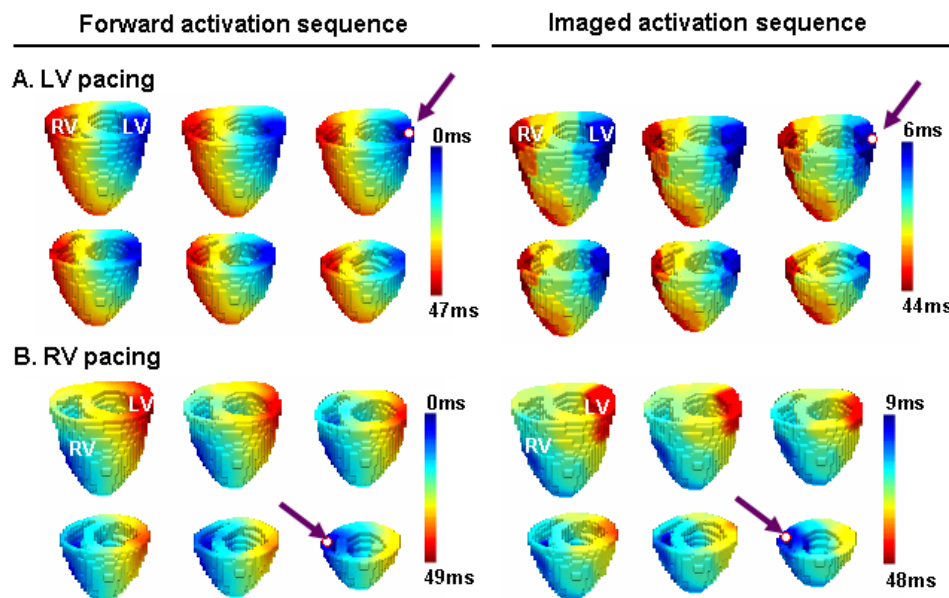 Forward activation sequence
Imaged activation sequence
A. LV pacing
RV LV
0ms
47ms
RV LV
6ms
44ms
B. RV pacing
LV
RV
0ms
49ms
LV
RV
9ms
48ms